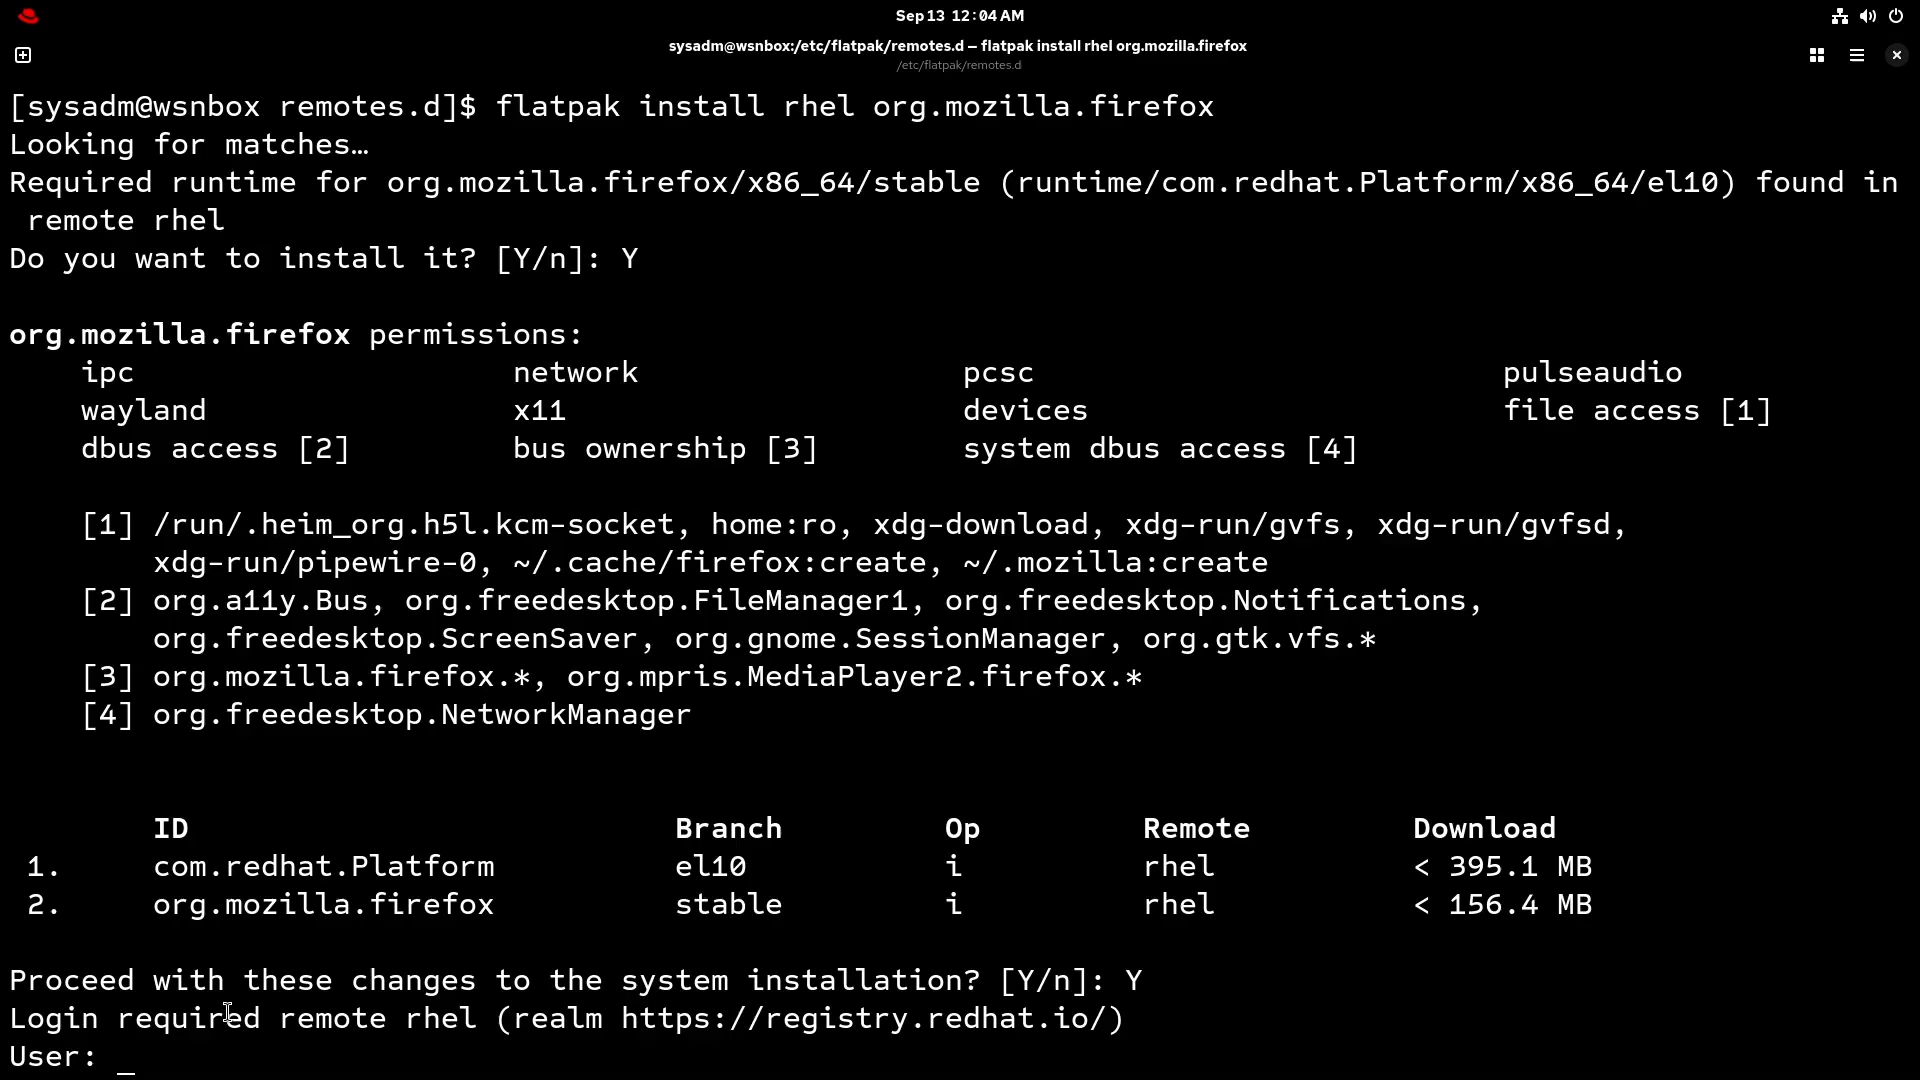 Sep 13 12:04 AM
sysadm@wsnbox:/etc/flatpak/remotes.d — flatpak install rhel org.mozilla.firefox
/etc/flatpak/remotes.d
[sysadm@wsnbox remotes.d]$ flatpak install rhel org.mozilla.firefox
Looking for matches…
Required runtime for org.mozilla.firefox/x86_64/stable (runtime/com.redhat.Platform/x86_64/el10) found in
 remote rhel
Do you want to install it? [Y/n]: Y
org.mozilla.firefox permissions:
    ipc                     network                  pcsc                          pulseaudio
    wayland                 x11                      devices                       file access [1]
    dbus access [2]         bus ownership [3]        system dbus access [4]
    [1] /run/.heim_org.h5l.kcm-socket, home:ro, xdg-download, xdg-run/gvfs, xdg-run/gvfsd,
        xdg-run/pipewire-0, ~/.cache/firefox:create, ~/.mozilla:create
    [2] org.a11y.Bus, org.freedesktop.FileManager1, org.freedesktop.Notifications,
        org.freedesktop.ScreenSaver, org.gnome.SessionManager, org.gtk.vfs.*
    [3] org.mozilla.firefox.*, org.mpris.MediaPlayer2.firefox.*
    [4] org.freedesktop.NetworkManager
        ID                           Branch         Op         Remote         Download
 1.     com.redhat.Platform          el10           i          rhel           < 395.1 MB
 2.     org.mozilla.firefox          stable         i          rhel           < 156.4 MB
Proceed with these changes to the system installation? [Y/n]: Y
Login required remote rhel (realm https://registry.redhat.io/)
User: _